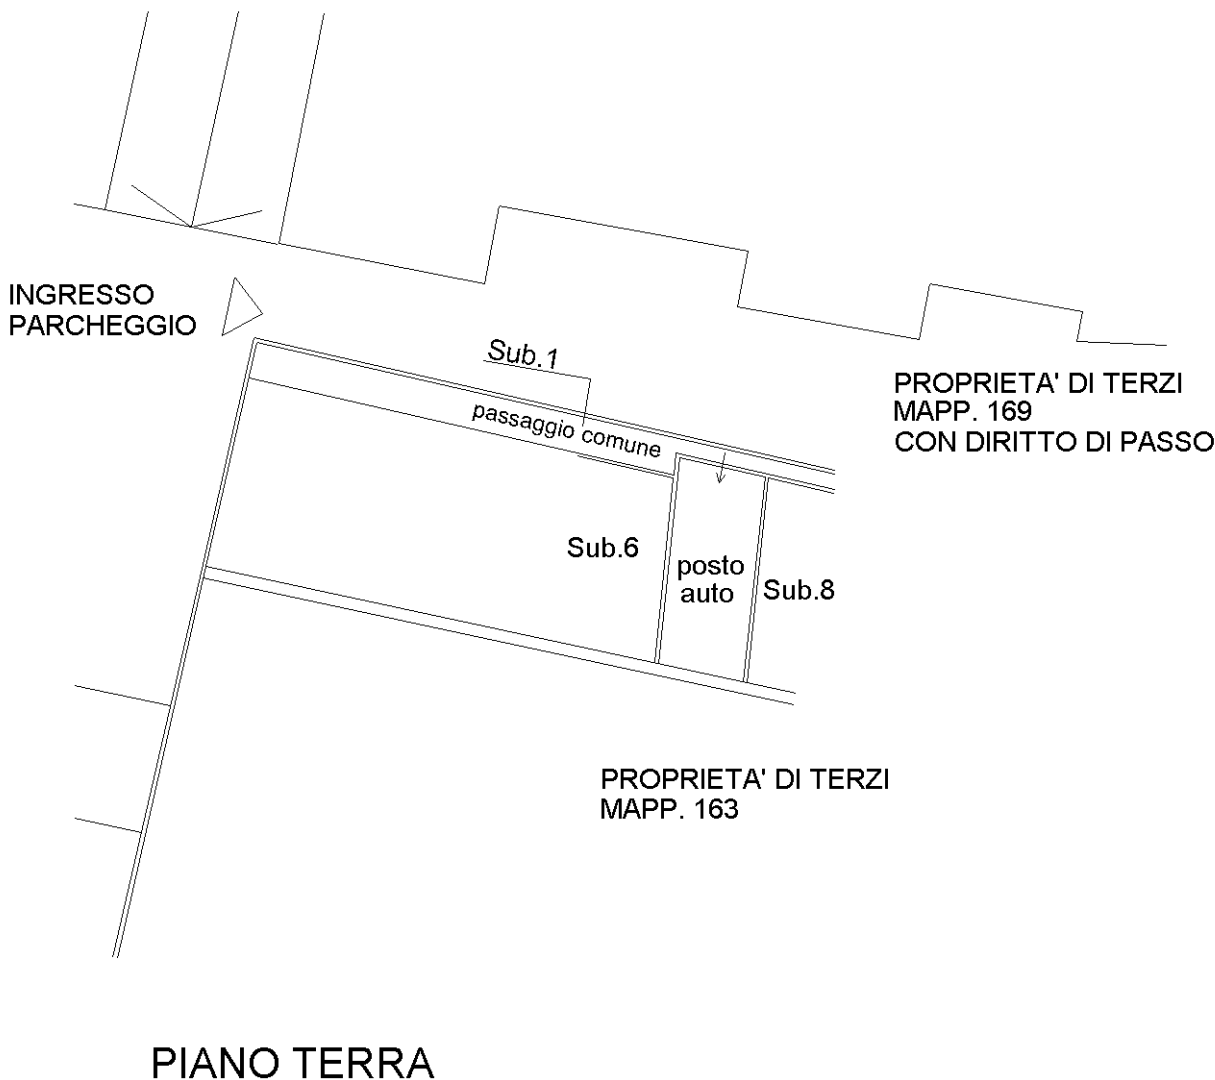 INGRESSO
PARCHEGGIO
Sub.1
passaggio comune
PROPRIETA' DI TERZI
MAPP. 169
CON DIRITTO DI PASSO
Sub.6
posto
auto
Sub.8
PROPRIETA' DI TERZI
MAPP. 163
PIANO TERRA